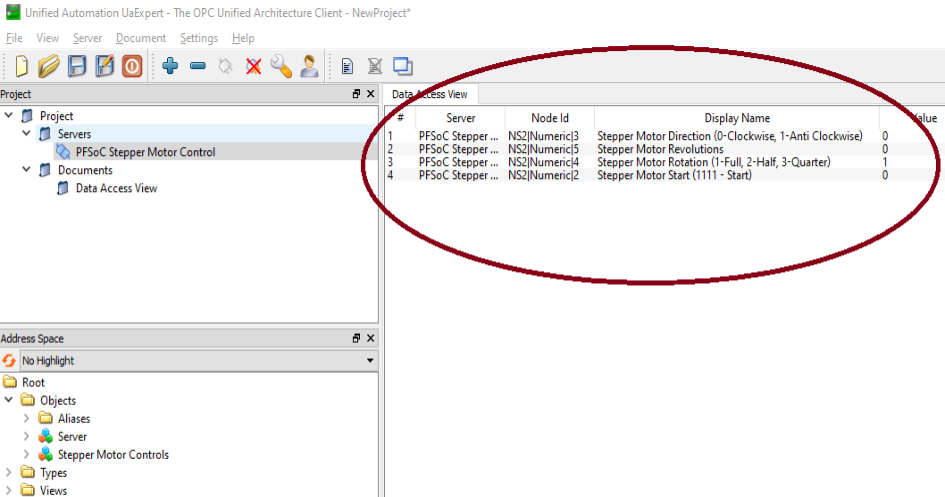 Unified Automation UaExpert - The OPC Unified Architecture Client - NewProject*
File View Server Document Settings Help
Project
Project
Servers
PFSoC Stepper Motor Control
Documents
Data Access View
Address Space
No Highlight
Root
Objects
Aliases
Server
Stepper Motor Controls
Types
Views
Data Access View
# Server Node Id Display Name Value
1 PFSoC Stepper ... NS2|Numeric|3 Stepper Motor Direction (0-Clockwise, 1-Anti Clockwise) 0
2 PFSoC Stepper ... NS2|Numeric|5 Stepper Motor Revolutions 0
3 PFSoC Stepper ... NS2|Numeric|4 Stepper Motor Rotation (1-Full, 2-Half, 3-Quarter) 1
4 PFSoC Stepper ... NS2|Numeric|2 Stepper Motor Start (1111 - Start) 0